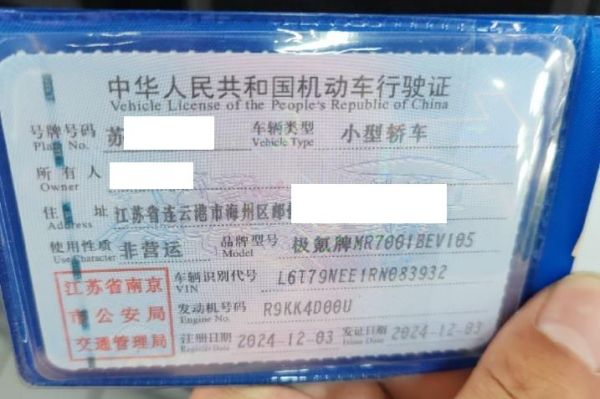 中华人民共和国机动车行驶证
Vehicle License of the People's Republic of China
号牌号码 苏 车辆类型 小型轿车
Plate No. Vehicle Type
所有人
Owner
住址 江苏省连云港市海州区
Address
使用性质 非营运 品牌型号 极氪牌MR7001BEV105
Use Character Model
江苏省南京市公安局交通管理局
车辆识别代号 L6T79NEE1RN083932
VIN
发动机号码 R9KK4D00U
Engine No.
注册日期 2024-12-03 发证日期 2024-12-03
Register Date Issue Date